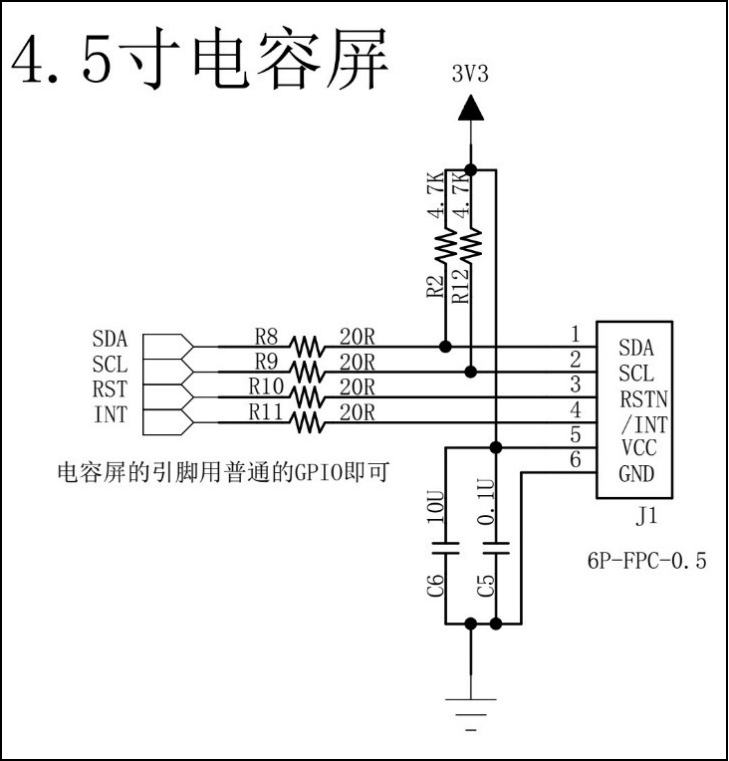 4.5寸电容屏
3V3
4.7K
4.7K
R2
R12
SDA
R8
20R
1
SDA
SCL
R9
20R
2
SCL
RST
R10
20R
3
RSTN
INT
R11
20R
4
/INT
5
VCC
6
GND
电容屏的引脚用普通的GPIO即可
10U
0.1U
J1
6P-FPC-0.5
C6
C5